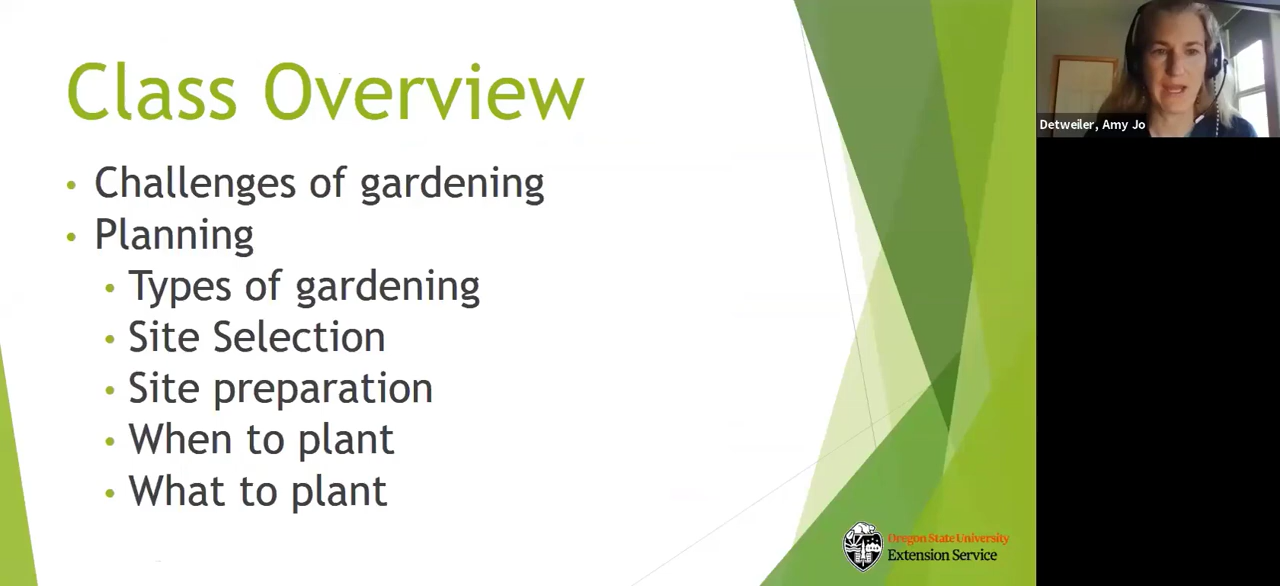 Class Overview
• Challenges of gardening
• Planning
• Types of gardening
• Site Selection
• Site preparation
• When to plant
• What to plant
Detweiler, Amy Jo
Oregon State University
Extension Service